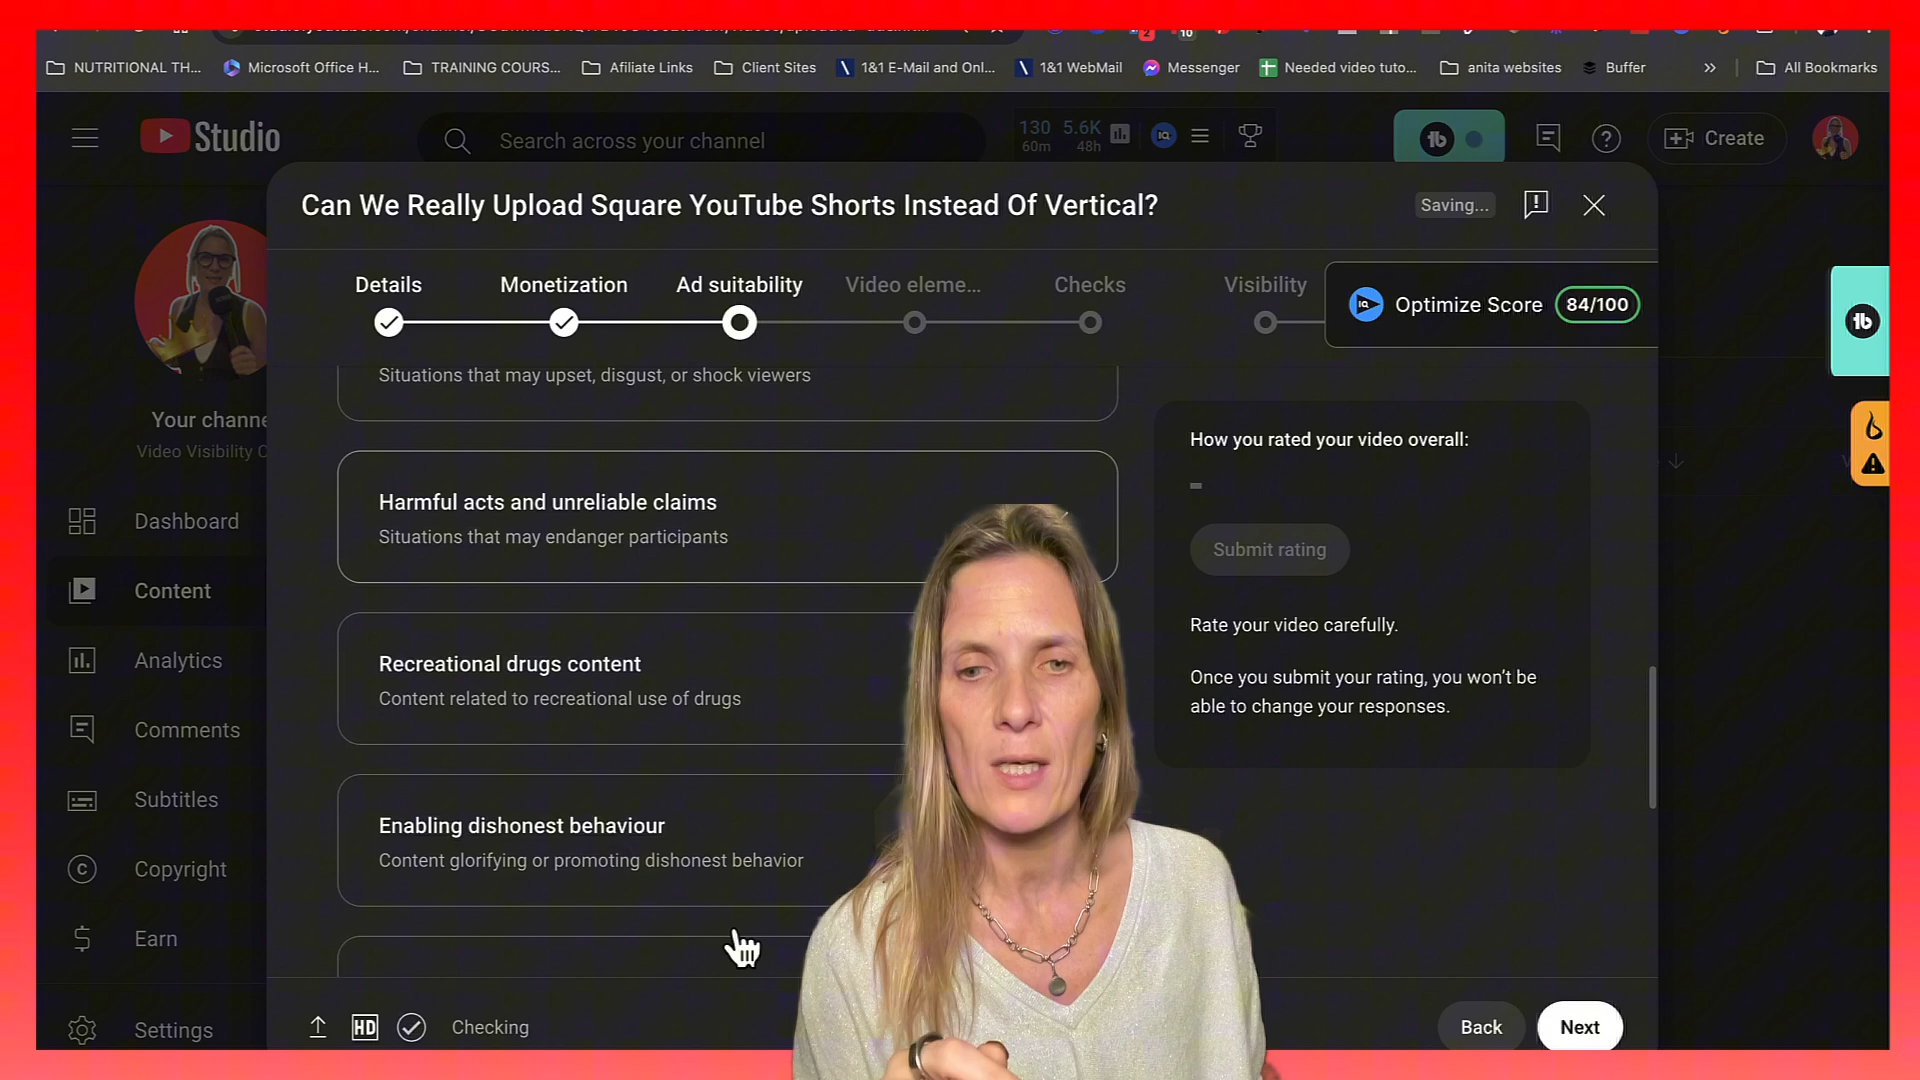 NUTRITIONAL TH...
Microsoft Office H...
TRAINING COURS...
Afiliate Links
Client Sites
1&1 E-Mail and Onl...
1&1 WebMail
Messenger
Needed video tuto...
anita websites
Buffer
All Bookmarks
Studio
Search across your channel
130 5.6K
60m 48h
Create
Can We Really Upload Square YouTube Shorts Instead Of Vertical?
Saving...
Details
Monetization
Ad suitability
Video eleme...
Checks
Visibility
Optimize Score 84/100
Situations that may upset, disgust, or shock viewers
Your channe
Video Visibility
How you rated your video overall:
Harmful acts and unreliable claims
Situations that may endanger participants
Submit rating
Rate your video carefully.
Once you submit your rating, you won't be
able to change your responses.
Recreational drugs content
Content related to recreational use of drugs
Enabling dishonest behaviour
Content glorifying or promoting dishonest behavior
Dashboard
Content
Analytics
Comments
Subtitles
Copyright
Earn
Settings
HD
Checking
Back
Next